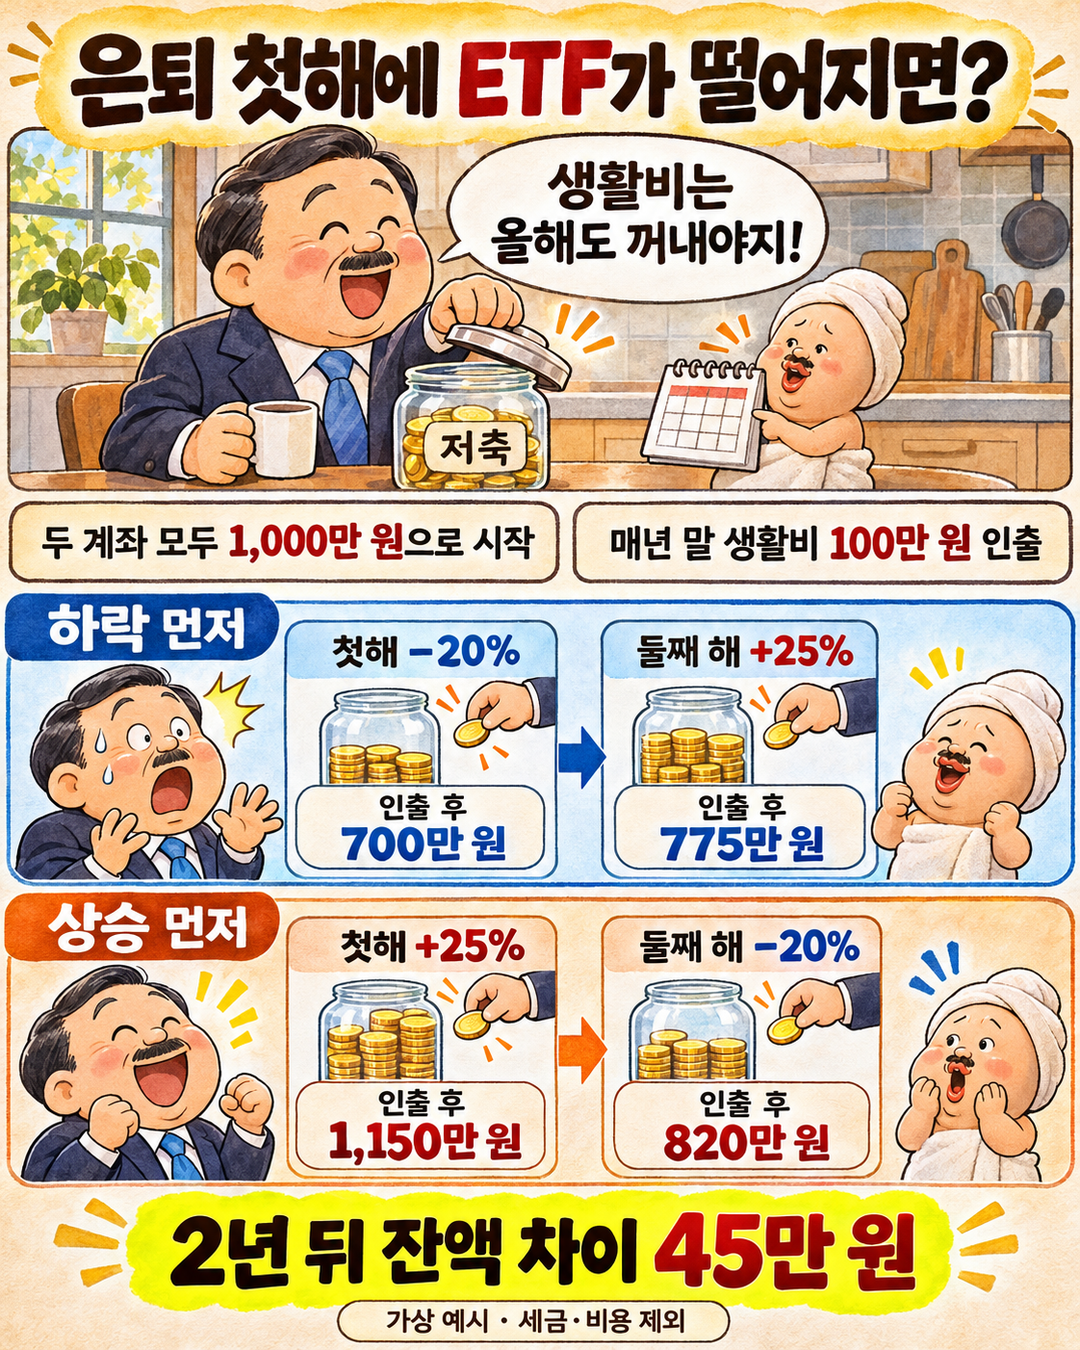 은퇴 첫해에 ETF가 떨어지면?
생활비는
올해도 꺼내야지!
저축
두 계좌 모두 1,000만 원으로 시작
매년 말 생활비 100만 원 인출
하락 먼저
첫해 −20%
인출 후
700만 원
둘째 해 +25%
인출 후
775만 원
상승 먼저
첫해 +25%
인출 후
1,150만 원
둘째 해 −20%
인출 후
820만 원
2년 뒤 잔액 차이 45만 원
가상 예시 · 세금·비용 제외